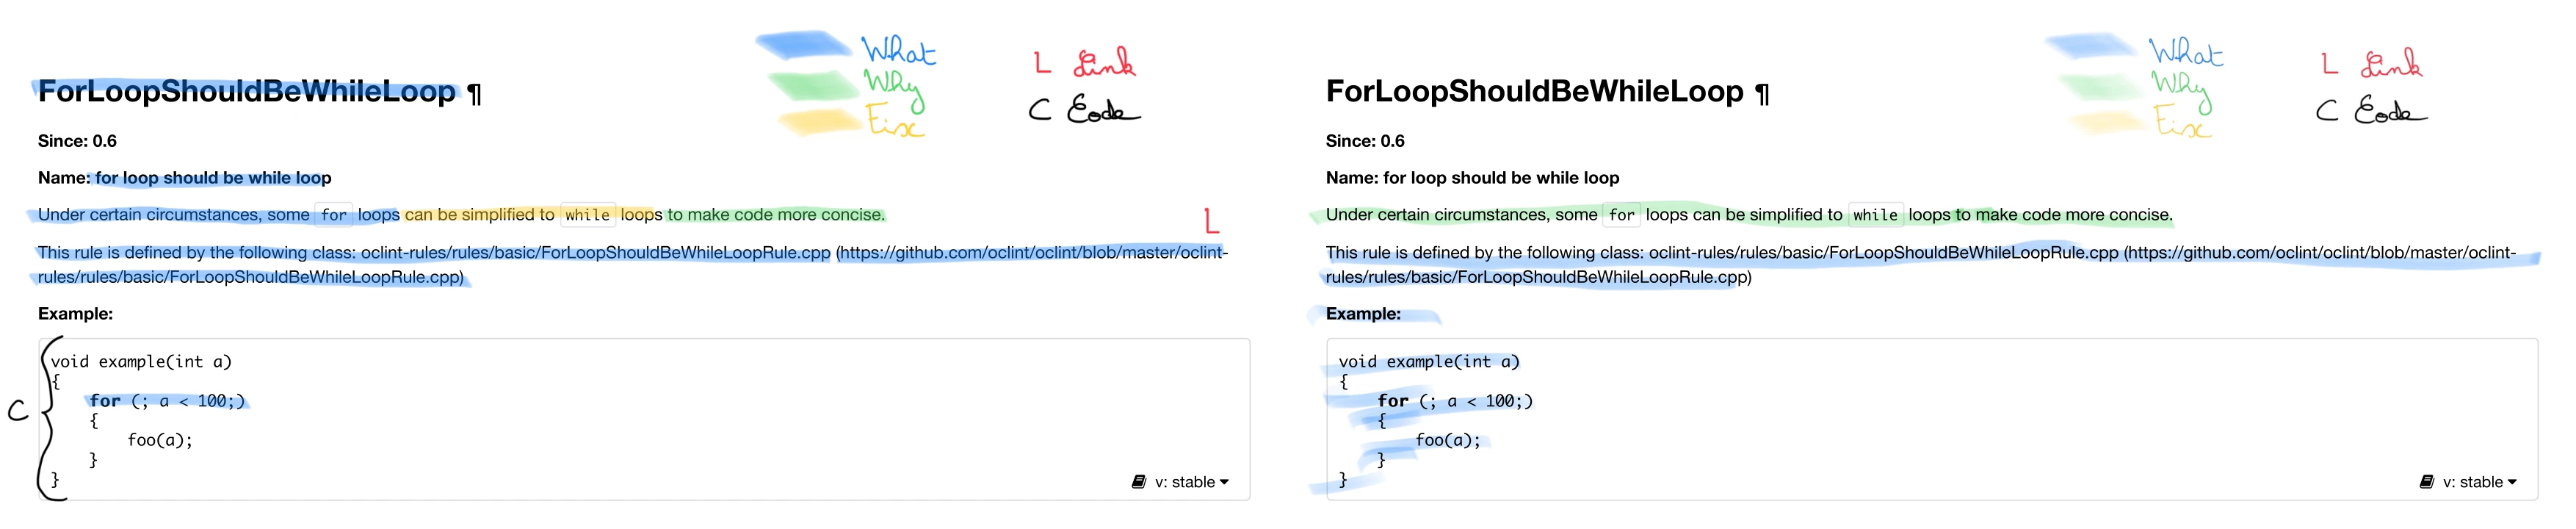 What
Why
Fix
L Link
C Code
ForLoopShouldBeWhileLoop ¶
Since: 0.6
Name: for loop should be while loop
Under certain circumstances, some for loops can be simplified to while loops to make code more concise.
L
This rule is defined by the following class: oclint-rules/rules/basic/ForLoopShouldBeWhileLoopRule.cpp (https://github.com/oclint/oclint/blob/master/oclint-
rules/rules/basic/ForLoopShouldBeWhileLoopRule.cpp)
Example:
C
void example(int a)
{
    for (; a < 100;)
    {
        foo(a);
    }
}
v: stable
What
Why
Fix
L Link
C Code
ForLoopShouldBeWhileLoop ¶
Since: 0.6
Name: for loop should be while loop
Under certain circumstances, some for loops can be simplified to while loops to make code more concise.
This rule is defined by the following class: oclint-rules/rules/basic/ForLoopShouldBeWhileLoopRule.cpp (https://github.com/oclint/oclint/blob/master/oclint-
rules/rules/basic/ForLoopShouldBeWhileLoopRule.cpp)
Example:
void example(int a)
{
    for (; a < 100;)
    {
        foo(a);
    }
}
v: stable